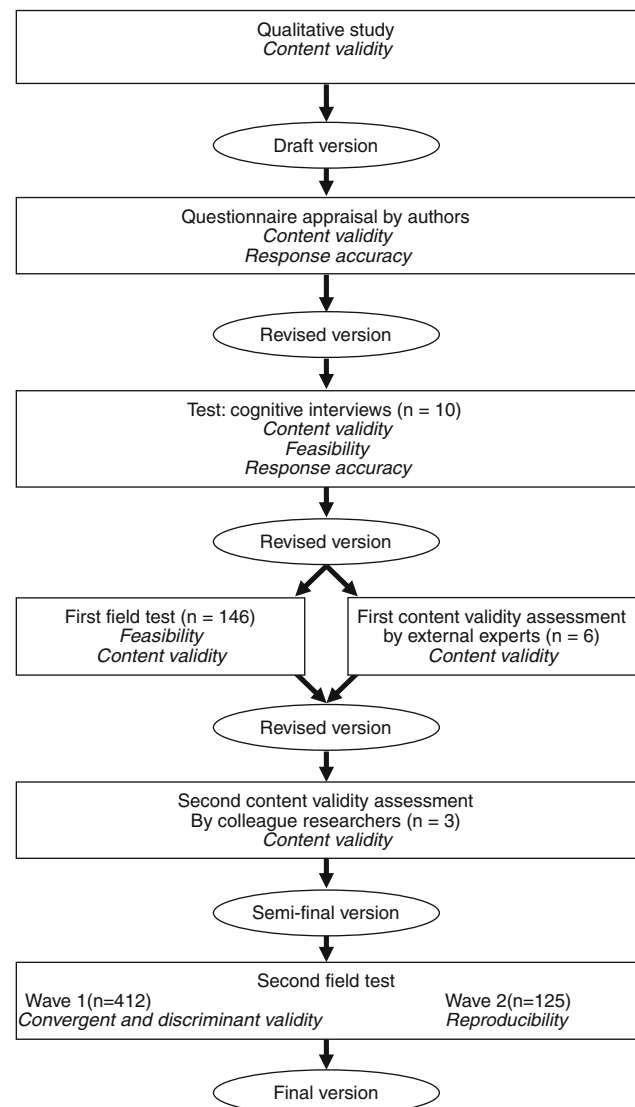 Qualitative study
Content validity
Draft version
Questionnaire appraisal by authors
Content validity
Response accuracy
Revised version
Test: cognitive interviews (n = 10)
Content validity
Feasibility
Response accuracy
Revised version
First field test (n = 146)
Feasibility
Content validity
First content validity assessment
by external experts (n = 6)
Content validity
Revised version
Second content validity assessment
By colleague researchers (n = 3)
Content validity
Semi-final version
Second field test
Wave 1(n=412)
Convergent and discriminant validity
Wave 2(n=125)
Reproducibility
Final version